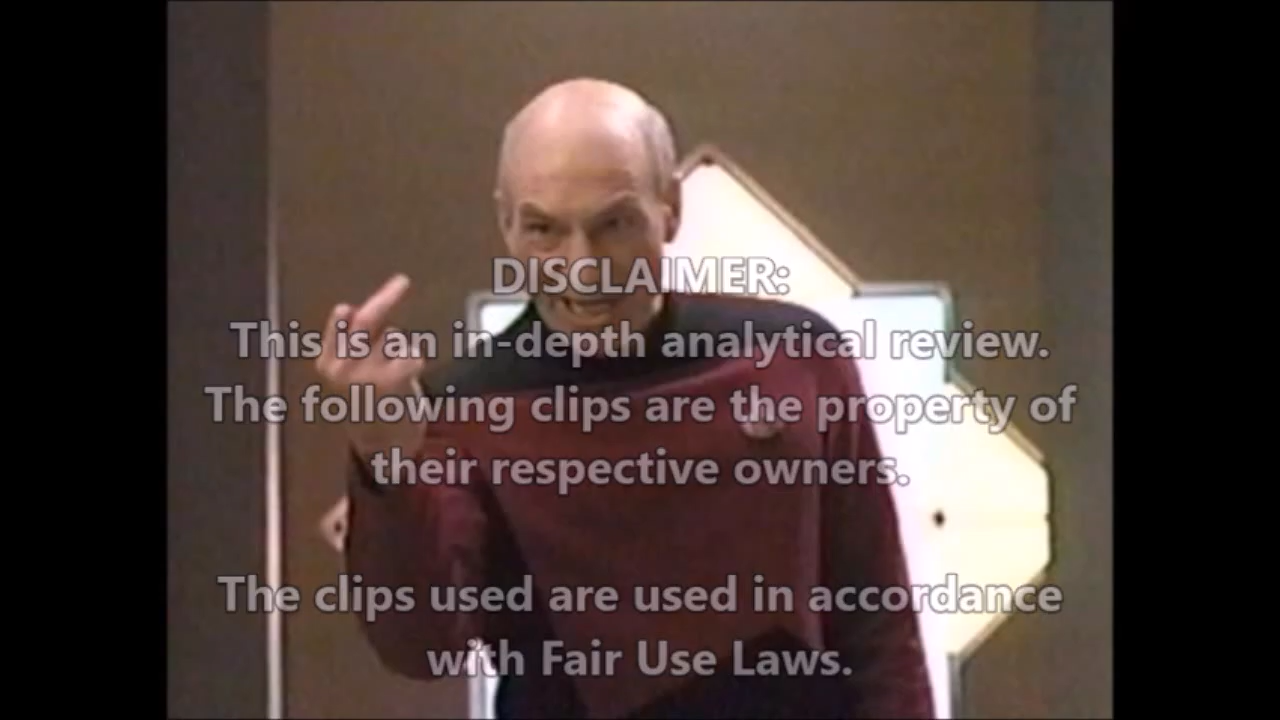 DISCLAIMER:
This is an in-depth analytical review.
The following clips are the property of
their respective owners.
The clips used are used in accordance
with Fair Use Laws.